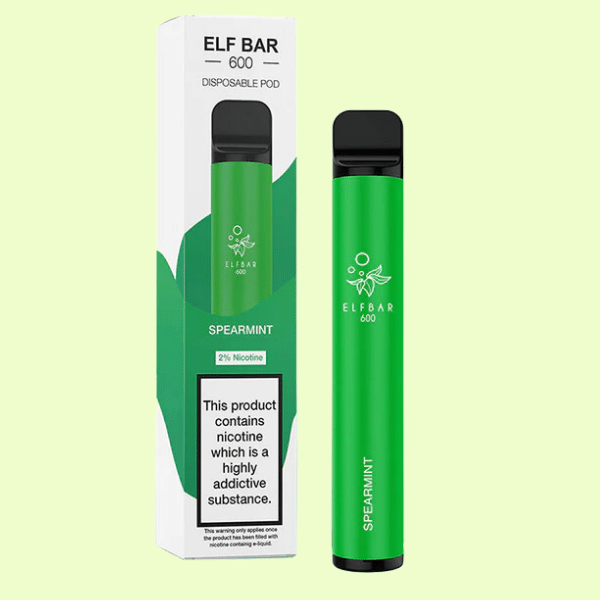 ELF BAR
600
DISPOSABLE POD
ELFBAR
600
SPEARMINT
2% Nicotine
This product
contains
nicotine
which is a
highly
addictive
substance.
This warning only applies once
the product has been filled with
nicotine containig e-liquid.
ELFBAR
600
SPEARMINT